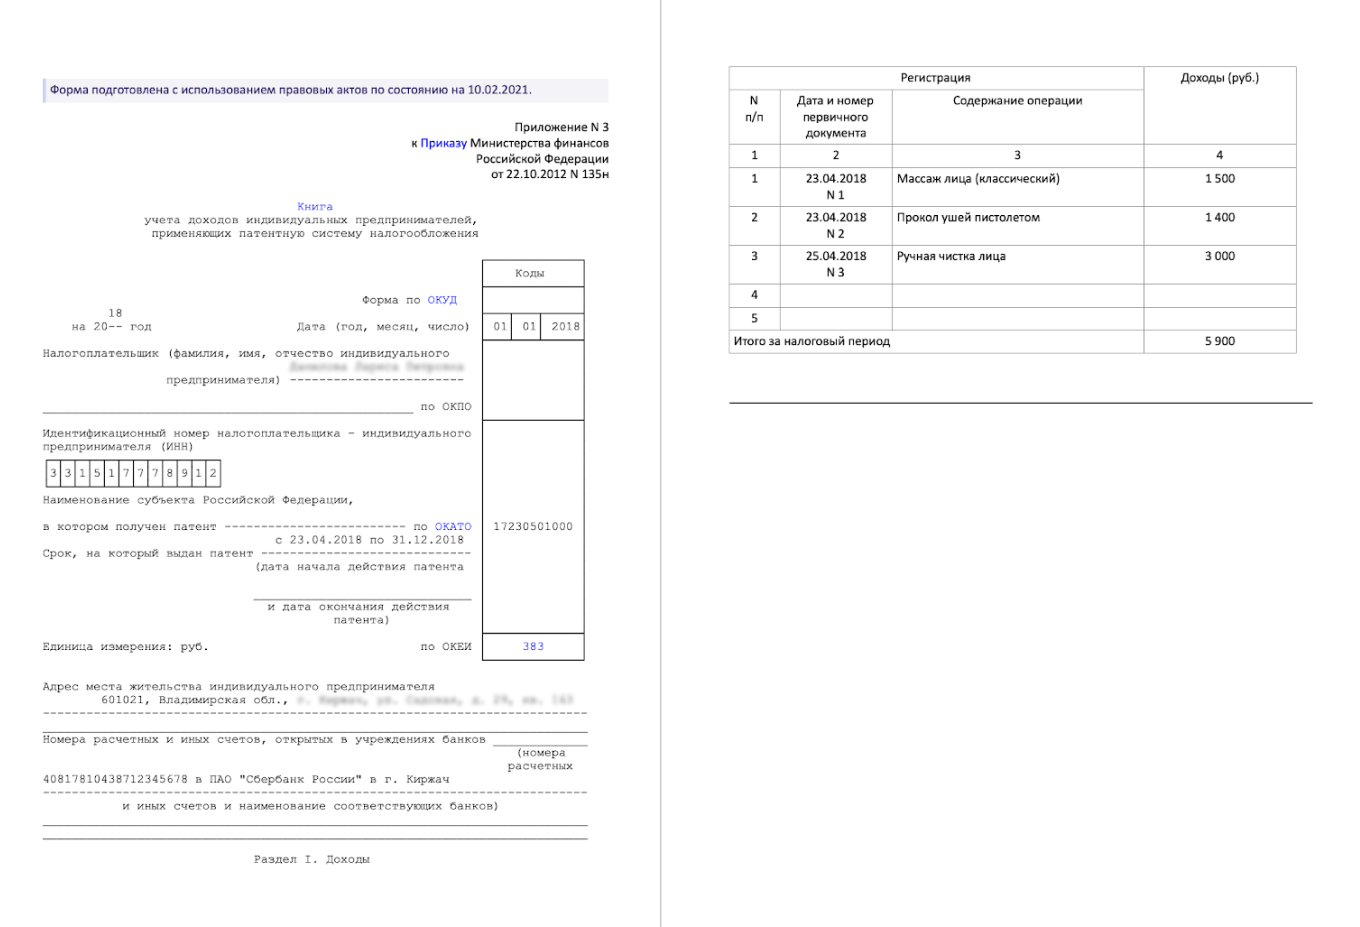 Форма подготовлена с использованием правовых актов по состоянию на 10.02.2021.
Приложение N 3
к Приказу Министерства финансов
Российской Федерации
от 22.10.2012 N 135н
Книга
учета доходов индивидуальных предпринимателей,
применяющих патентную систему налогообложения
Коды
Форма по ОКУД
18
на 20-- год Дата (год, месяц, число) 01 01 2018
Налогоплательщик (фамилия, имя, отчество индивидуального
предпринимателя) ------------------------
по ОКПО
Идентификационный номер налогоплательщика - индивидуального
предпринимателя (ИНН)
3 3 1 5 1 7 7 7 8 9 1 2
Наименование субъекта Российской Федерации,
в котором получен патент ------------------------- по ОКАТО 17230501000
с 23.04.2018 по 31.12.2018
Срок, на который выдан патент -----------------------------
(дата начала действия патента
и дата окончания действия
патента)
Единица измерения: руб. по ОКЕИ 383
Адрес места жительства индивидуального предпринимателя
601021, Владимирская обл.,
Номера расчетных и иных счетов, открытых в учреждениях банков
(номера
расчетных
40817810438712345678 в ПАО "Сбербанк России" в г. Киржач
и иных счетов и наименование соответствующих банков)
Раздел I. Доходы
Регистрация Доходы (руб.)
N п/п Дата и номер первичного документа Содержание операции
1 2 3 4
1 23.04.2018 N 1 Массаж лица (классический) 1 500
2 23.04.2018 N 2 Прокол ушей пистолетом 1 400
3 25.04.2018 N 3 Ручная чистка лица 3 000
4
5
Итого за налоговый период 5 900